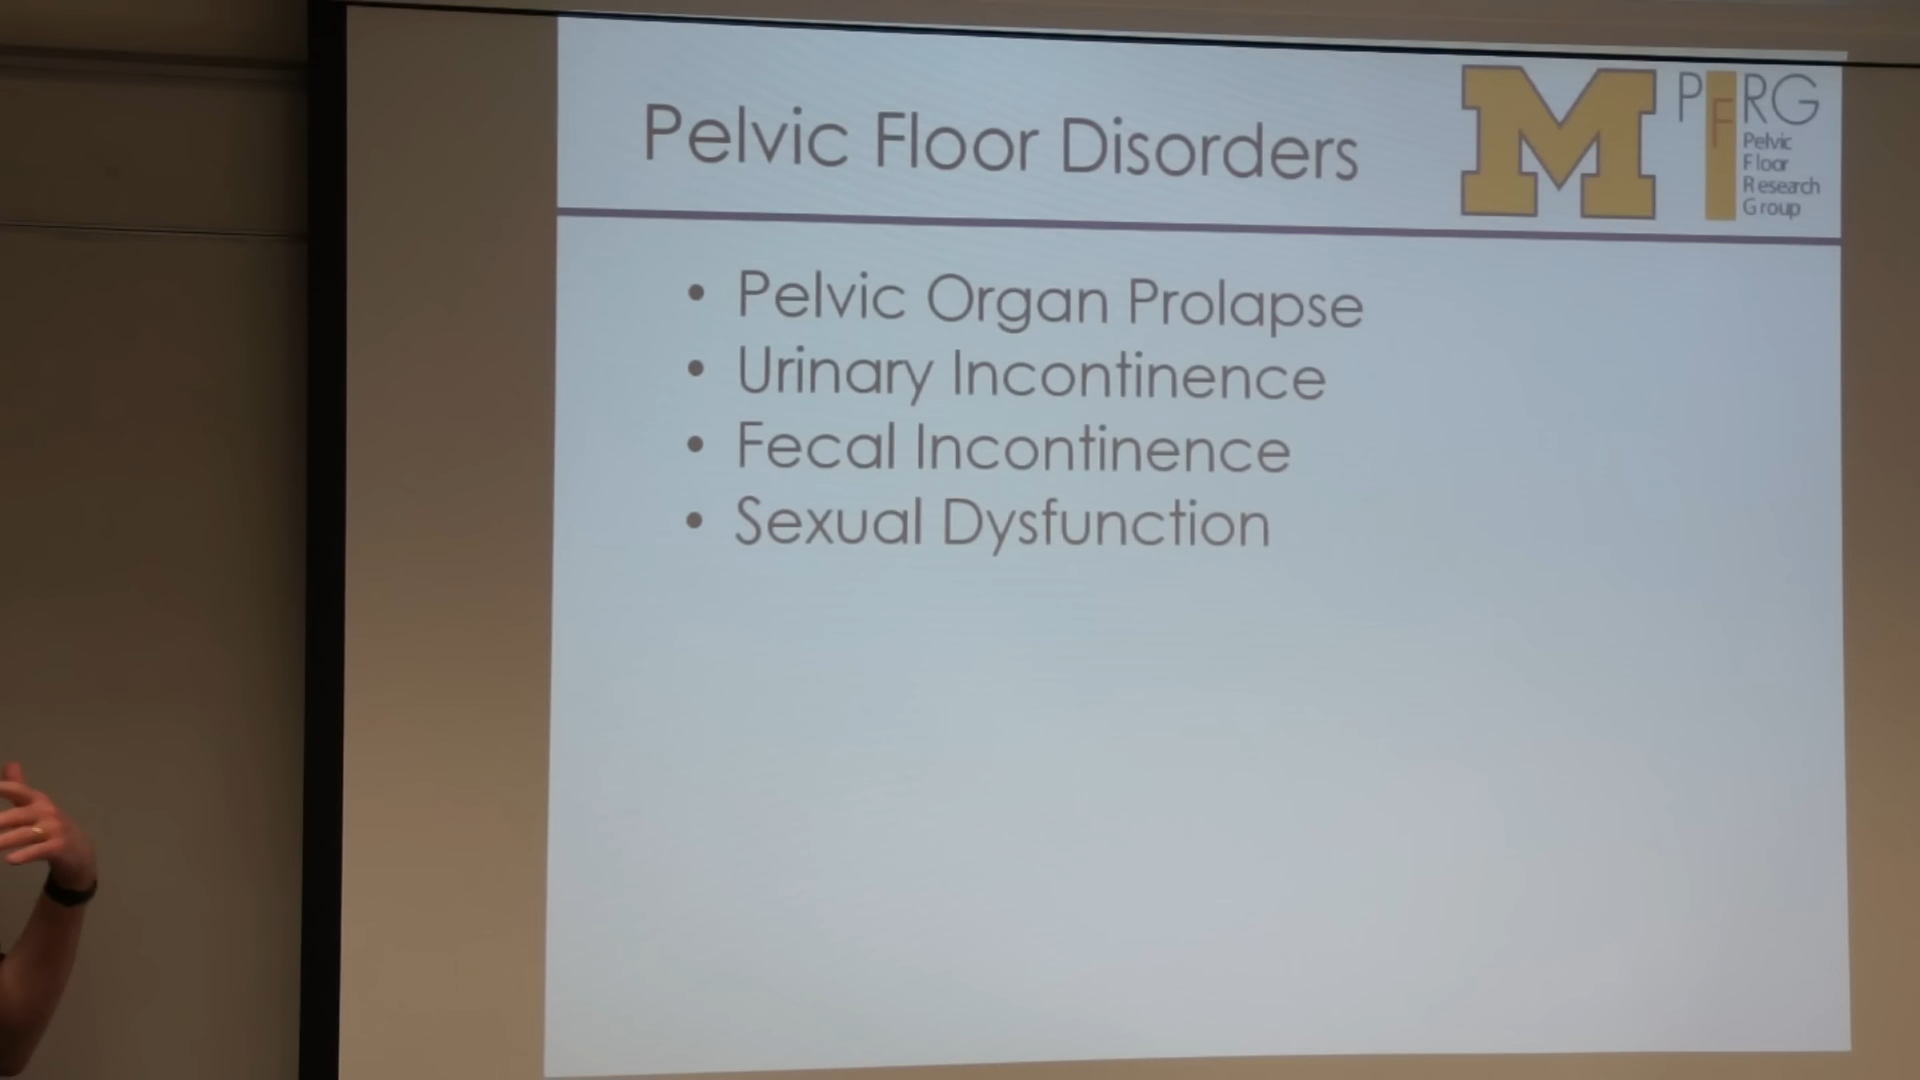 Pelvic Floor Disorders
M
PFRG
Pelvic
Floor
Research
Group
• Pelvic Organ Prolapse
• Urinary Incontinence
• Fecal Incontinence
• Sexual Dysfunction